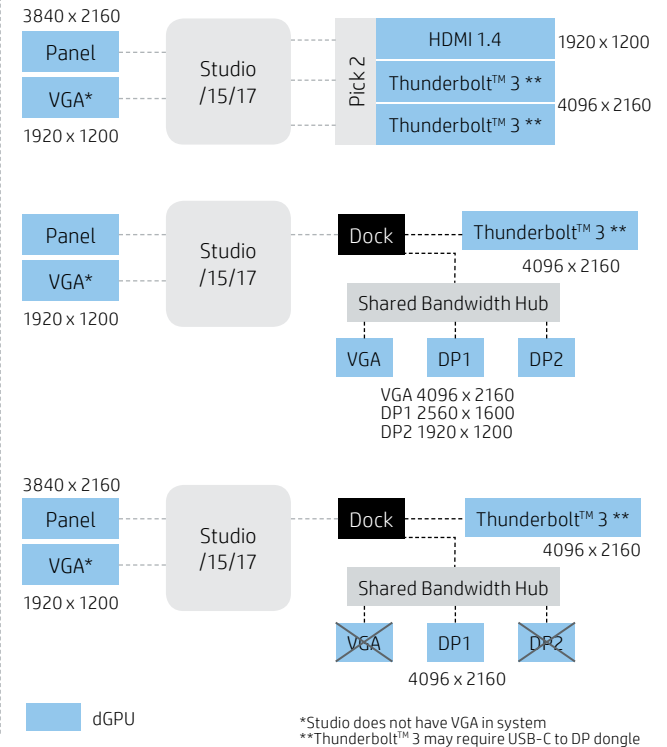 3840 x 2160
Panel
VGA*
1920 x 1200
Studio
/15/17
Pick 2
HDMI 1.4
1920 x 1200
Thunderbolt™ 3 **
Thunderbolt™ 3 **
4096 x 2160
Panel
VGA*
1920 x 1200
Studio
/15/17
Dock
Thunderbolt™ 3 **
4096 x 2160
Shared Bandwidth Hub
VGA
DP1
DP2
VGA 4096 x 2160
DP1 2560 x 1600
DP2 1920 x 1200
3840 x 2160
Panel
VGA*
1920 x 1200
Studio
/15/17
Dock
Thunderbolt™ 3 **
4096 x 2160
Shared Bandwidth Hub
VGA
DP1
DP2
4096 x 2160
dGPU
*Studio does not have VGA in system
**Thunderbolt™ 3 may require USB-C to DP dongle